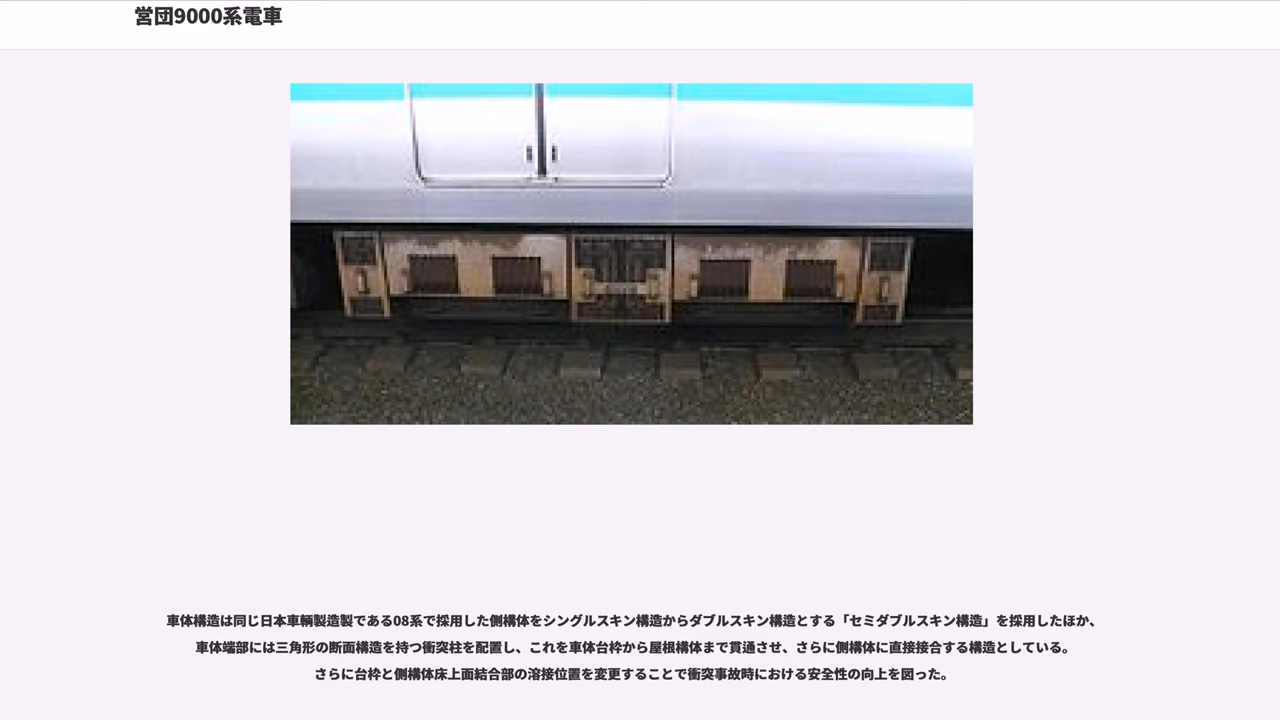 営団9000系電車
車体構造は同じ日本車輌製造製である08系で採用した側構体をシングルスキン構造からダブルスキン構造とする「セミダブルスキン構造」を採用したほか、
車体端部には三角形の断面構造を持つ衝突柱を配置し、これを車体台枠から屋根構体まで貫通させ、さらに側構体に直接接合する構造としている。
さらに台枠と側構体床上面結合部の溶接位置を変更することで衝突事故時における安全性の向上を図った。